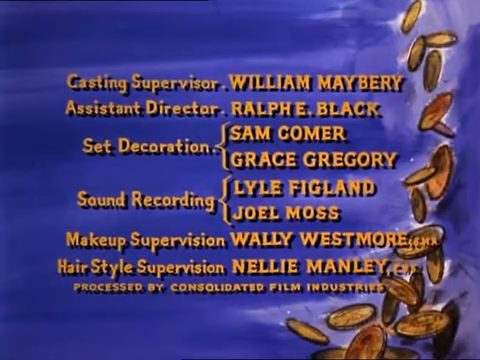 Casting Supervisor. WILLIAM MAYBERY
Assistant Director. RALPH E. BLACK
Set Decoration. SAM COMER
GRACE GREGORY
Sound Recording LYLE FIGLAND
JOEL MOSS
Makeup Supervision WALLY WESTMORE,
Hair Style Supervision NELLIE MANLEY,
PROCESSED BY CONSOLIDATED FILM INDUSTRIES